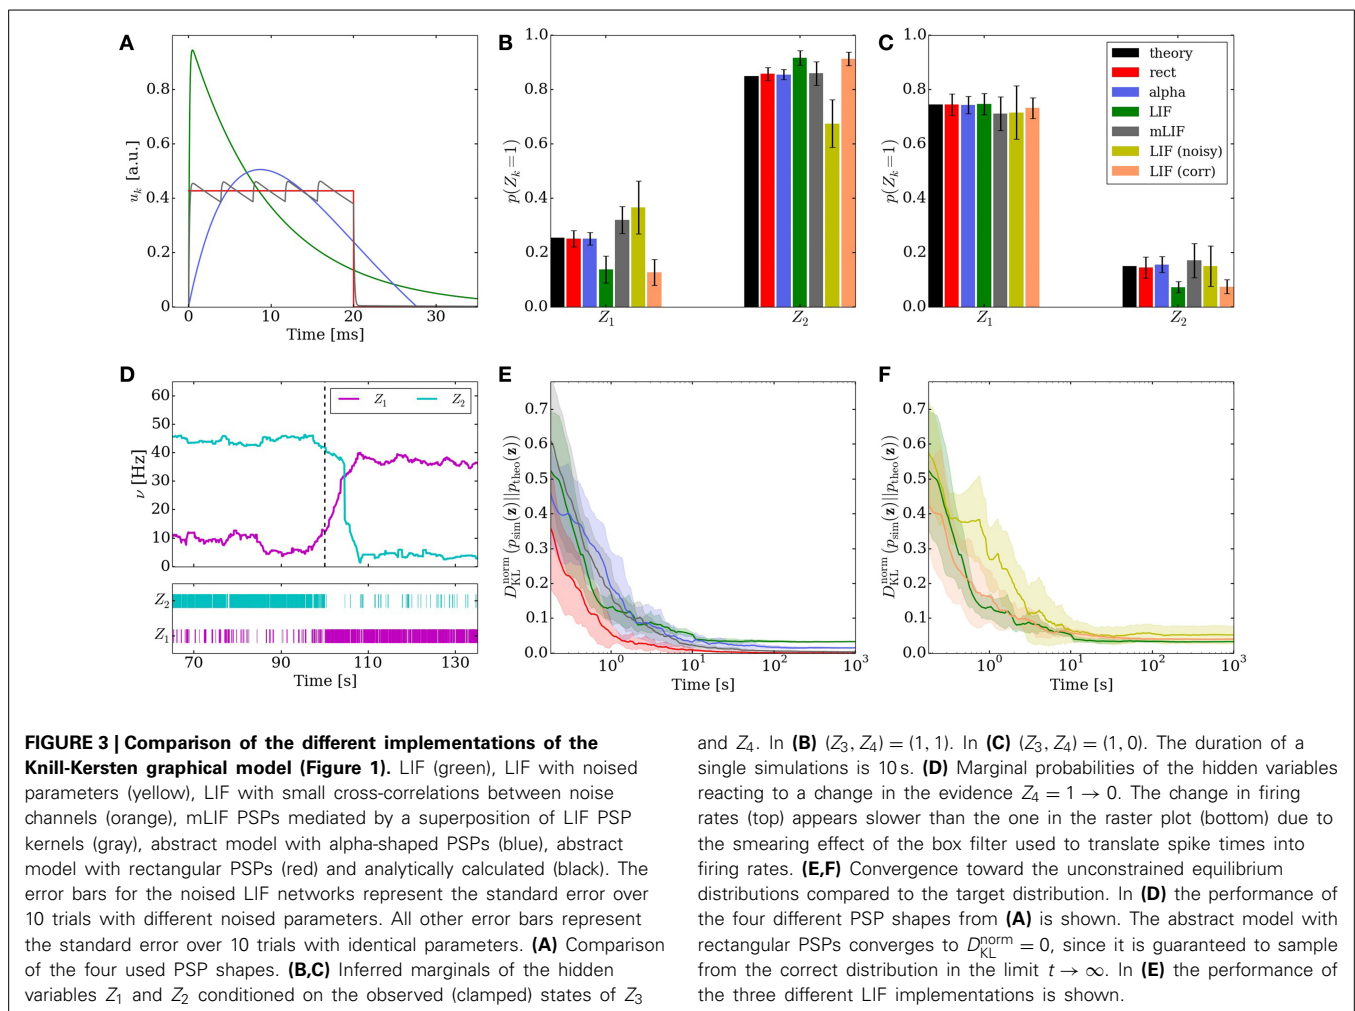 A
u_k [a.u.]
1.0
0.8
0.6
0.4
0.2
0
0
10
20
30
Time [ms]
B
p(Z_k=1)
1.0
0.8
0.6
0.4
0.2
0.0
Z_1
Z_2
C
p(Z_k=1)
1.0
0.8
0.6
0.4
0.2
0.0
Z_1
Z_2
theory
rect
alpha
LIF
mLIF
LIF (noisy)
LIF (corr)
D
ν [Hz]
60
50
40
30
20
10
0
Z_1 Z_2
Z_2
Z_1
70
90
110
130
Time [s]
E
D_KL^norm (p_sim(z)||p_theo(z))
0.7
0.6
0.5
0.4
0.3
0.2
0.1
0.0
10^0
10^1
10^2
10^3
Time [s]
F
D_KL^norm (p_sim(z)||p_theo(z))
0.7
0.6
0.5
0.4
0.3
0.2
0.1
0.0
10^0
10^1
10^2
10^3
Time [s]
FIGURE 3 | Comparison of the different implementations of the
Knill-Kersten graphical model (Figure 1). LIF (green), LIF with noised
parameters (yellow), LIF with small cross-correlations between noise
channels (orange), mLIF PSPs mediated by a superposition of LIF PSP
kernels (gray), abstract model with alpha-shaped PSPs (blue), abstract
model with rectangular PSPs (red) and analytically calculated (black). The
error bars for the noised LIF networks represent the standard error over
10 trials with different noised parameters. All other error bars represent
the standard error over 10 trials with identical parameters. (A) Comparison
of the four used PSP shapes. (B,C) Inferred marginals of the hidden
variables Z_1 and Z_2 conditioned on the observed (clamped) states of Z_3
and Z_4. In (B) (Z_3, Z_4) = (1, 1). In (C) (Z_3, Z_4) = (1, 0). The duration of a
single simulations is 10 s. (D) Marginal probabilities of the hidden variables
reacting to a change in the evidence Z_4 = 1 → 0. The change in firing
rates (top) appears slower than the one in the raster plot (bottom) due to
the smearing effect of the box filter used to translate spike times into
firing rates. (E,F) Convergence toward the unconstrained equilibrium
distributions compared to the target distribution. In (D) the performance of
the four different PSP shapes from (A) is shown. The abstract model with
rectangular PSPs converges to D_KL^norm = 0, since it is guaranteed to sample
from the correct distribution in the limit t → ∞. In (E) the performance of
the three different LIF implementations is shown.